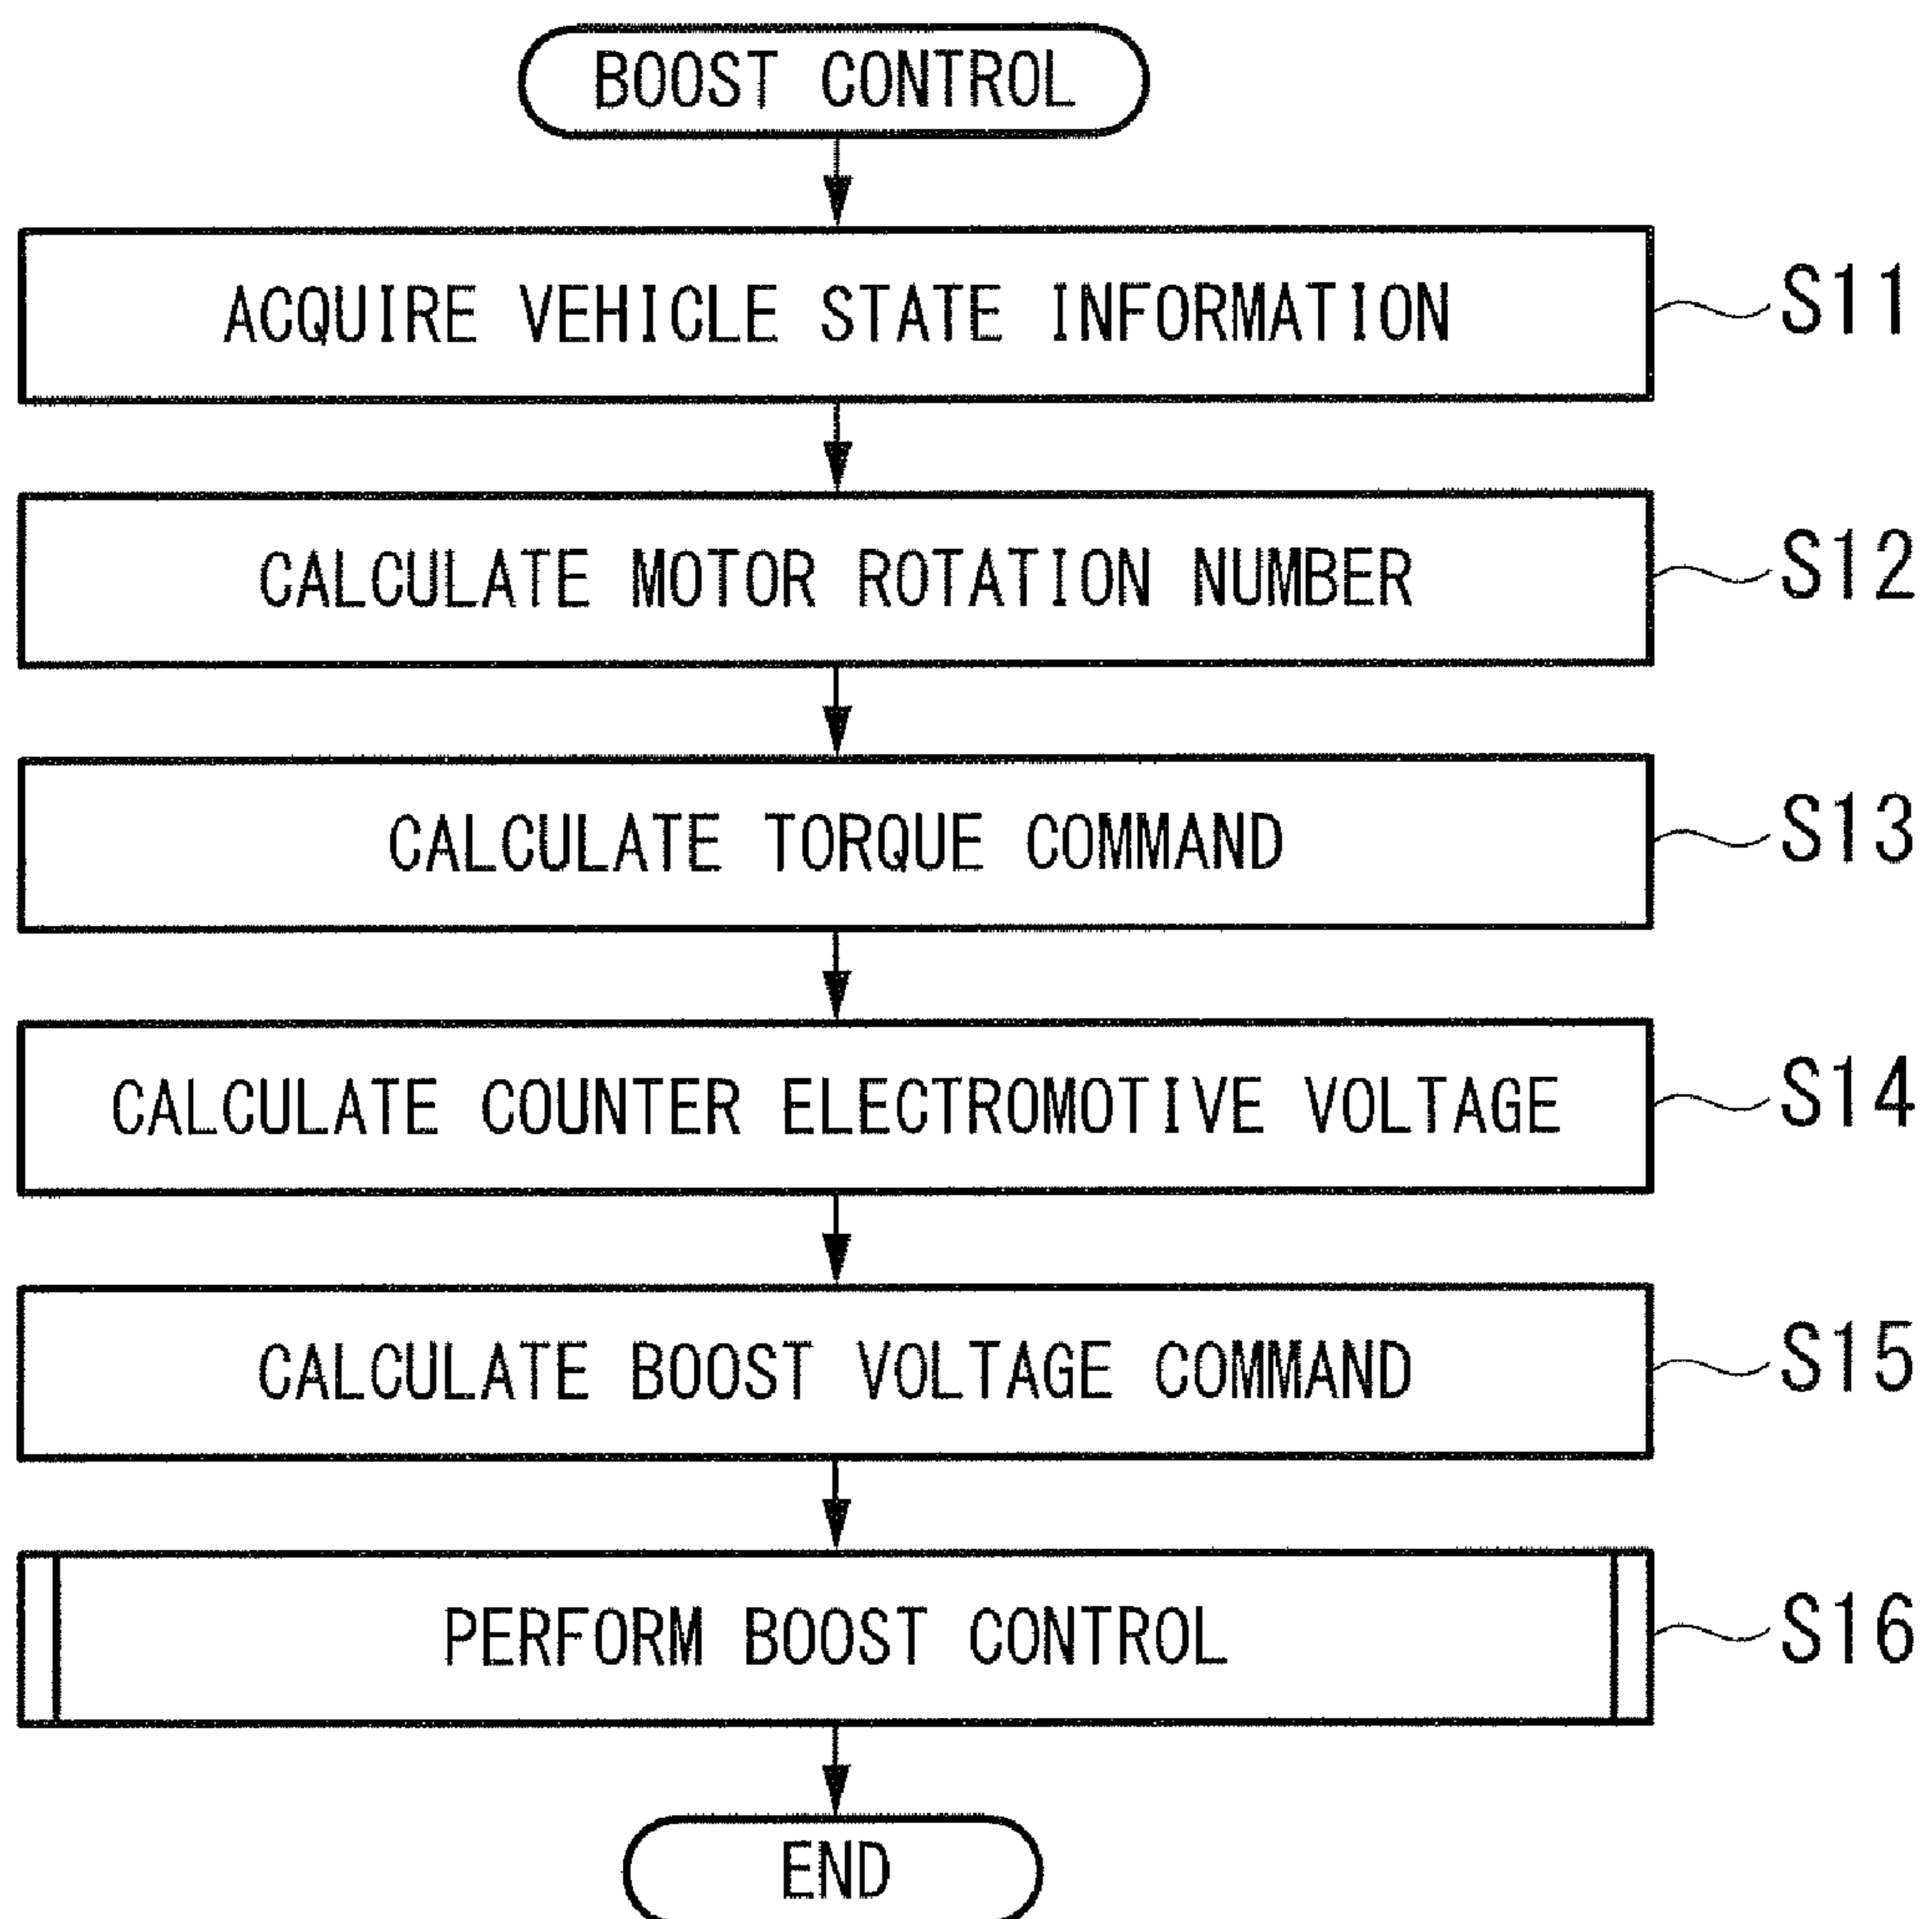 BOOST CONTROL
ACQUIRE VEHICLE STATE INFORMATION
S11
CALCULATE MOTOR ROTATION NUMBER
S12
CALCULATE TORQUE COMMAND
S13
CALCULATE COUNTER ELECTROMOTIVE VOLTAGE
S14
CALCULATE BOOST VOLTAGE COMMAND
S15
PERFORM BOOST CONTROL
S16
END